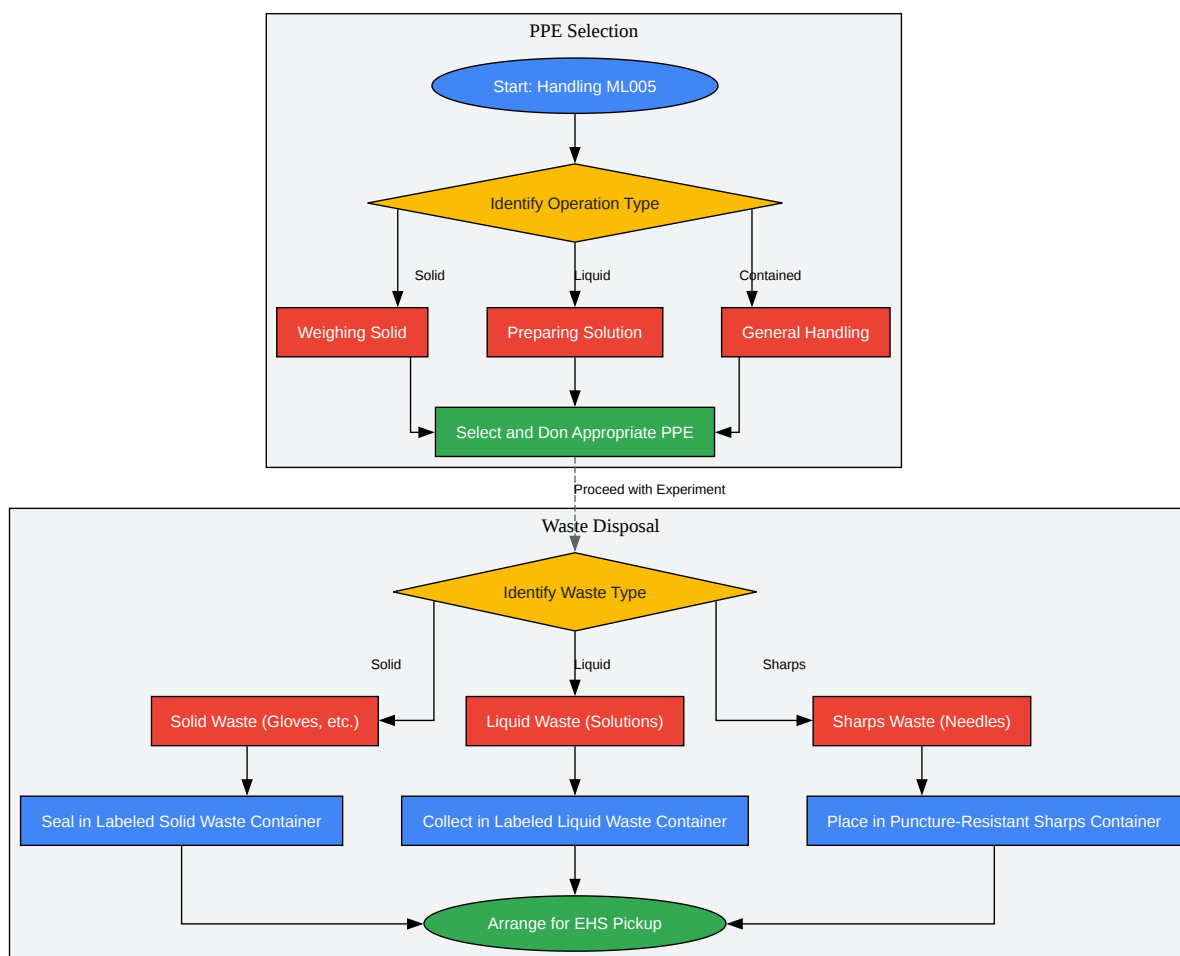 PPE Selection
Start: Handling ML005
Identify Operation Type
Solid
Liquid
Contained
Weighing Solid
Preparing Solution
General Handling
Select and Don Appropriate PPE
Proceed with Experiment
Waste Disposal
Identify Waste Type
Solid
Liquid
Sharps
Solid Waste (Gloves, etc.)
Liquid Waste (Solutions)
Sharps Waste (Needles)
Seal in Labeled Solid Waste Container
Collect in Labeled Liquid Waste Container
Place in Puncture-Resistant Sharps Container
Arrange for EHS Pickup